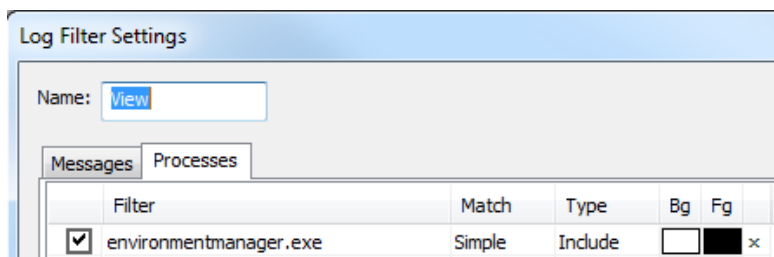 Log Filter Settings
Name: View
Messages Processes
Filter Match Type Bg Fg
environmentmanager.exe Simple Include x